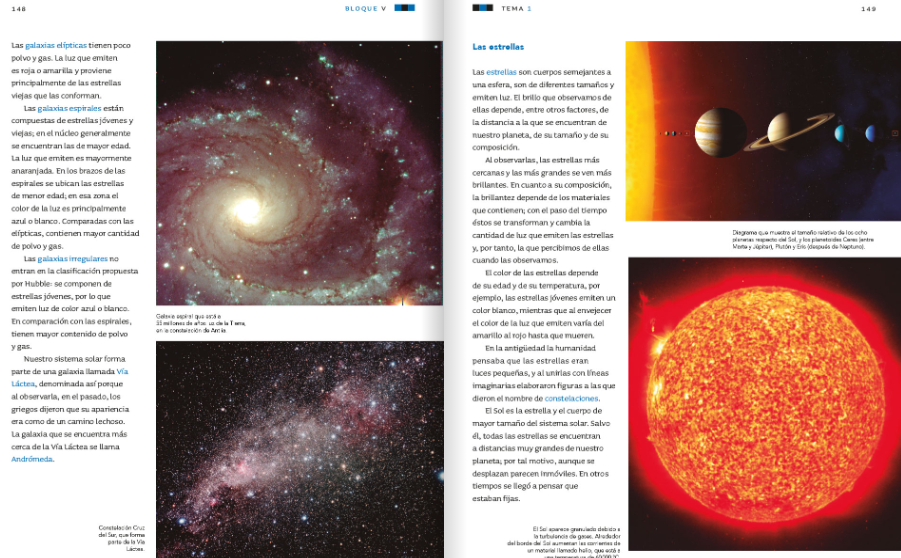 148
BLOQUE V
Las galaxias elípticas tienen poco
polvo y gas. La luz que emiten
es roja o amarilla y proviene
principalmente de las estrellas
viejas que las conforman.
Las galaxias espirales están
compuestas de estrellas jóvenes y
viejas; en el núcleo generalmente
se encuentran las de mayor edad.
La luz que emiten es mayormente
anaranjada. En los brazos de las
espirales se ubican las estrellas
de menor edad; en esa zona el
color de la luz es principalmente
azul o blanco. Comparadas con las
elípticas, contienen mayor cantidad
de polvo y gas.
Las galaxias irregulares no
entran en la clasificación propuesta
por Hubble: se componen de
estrellas jóvenes, por lo que
emiten luz de color azul o blanco.
En comparación con las espirales,
tienen mayor contenido de polvo
y gas.
Nuestro sistema solar forma
parte de una galaxia llamada Vía
Láctea, denominada así porque
al observarla, en el pasado, los
griegos dijeron que su apariencia
era como de un camino lechoso.
La galaxia que se encuentra más
cerca de la Vía Láctea se llama
Andrómeda.
Galaxia espiral que está a
millones de años de la Tierra,
en la constelación de Antlia.
Constelación Cruz
del Sur, que forma
parte de la Vía
Láctea.
TEMA 1
149
Las estrellas
Las estrellas son cuerpos semejantes a
una esfera, son de diferentes tamaños y
emiten luz. El brillo que observamos de
ellas depende, entre otros factores, de
la distancia a la que se encuentran de
nuestro planeta, de su tamaño y de su
composición.
Al observarlas, las estrellas más
cercanas y las más grandes se ven más
brillantes. En cuanto a su composición,
la brillantez depende de los materiales
que contienen; con el paso del tiempo
éstos se transforman y cambia la
cantidad de luz que emiten las estrellas
y, por tanto, la que percibimos de ellas
cuando las observamos.
El color de las estrellas depende
de su edad y de su temperatura, por
ejemplo, las estrellas jóvenes emiten un
color blanco, mientras que al envejecer
el color de la luz que emiten varía del
amarillo al rojo hasta que mueren.
En la antigüedad la humanidad
pensaba que las estrellas eran
luces pequeñas, y al unirlas con líneas
imaginarias elaboraron figuras a las que
dieron el nombre de constelaciones.
El Sol es la estrella y el cuerpo de
mayor tamaño del sistema solar. Salvo
él, todas las estrellas se encuentran
a distancias muy grandes de nuestro
planeta; por tal motivo, aunque se
desplazan parecen inmóviles. En otros
tiempos se llegó a pensar que
estaban fijas.
Diagrama que muestra el tamaño relativo de los ocho
planetas respecto del Sol, y los planetoides Ceres (entre
Marte y Júpiter), Plutón y Eris (después de Neptuno).
El Sol aparece granulado debido a
la turbulencia de gases. Alrededor
del borde del Sol aumentan las corrientes de
un material llamado helio, que está a
una temperatura de